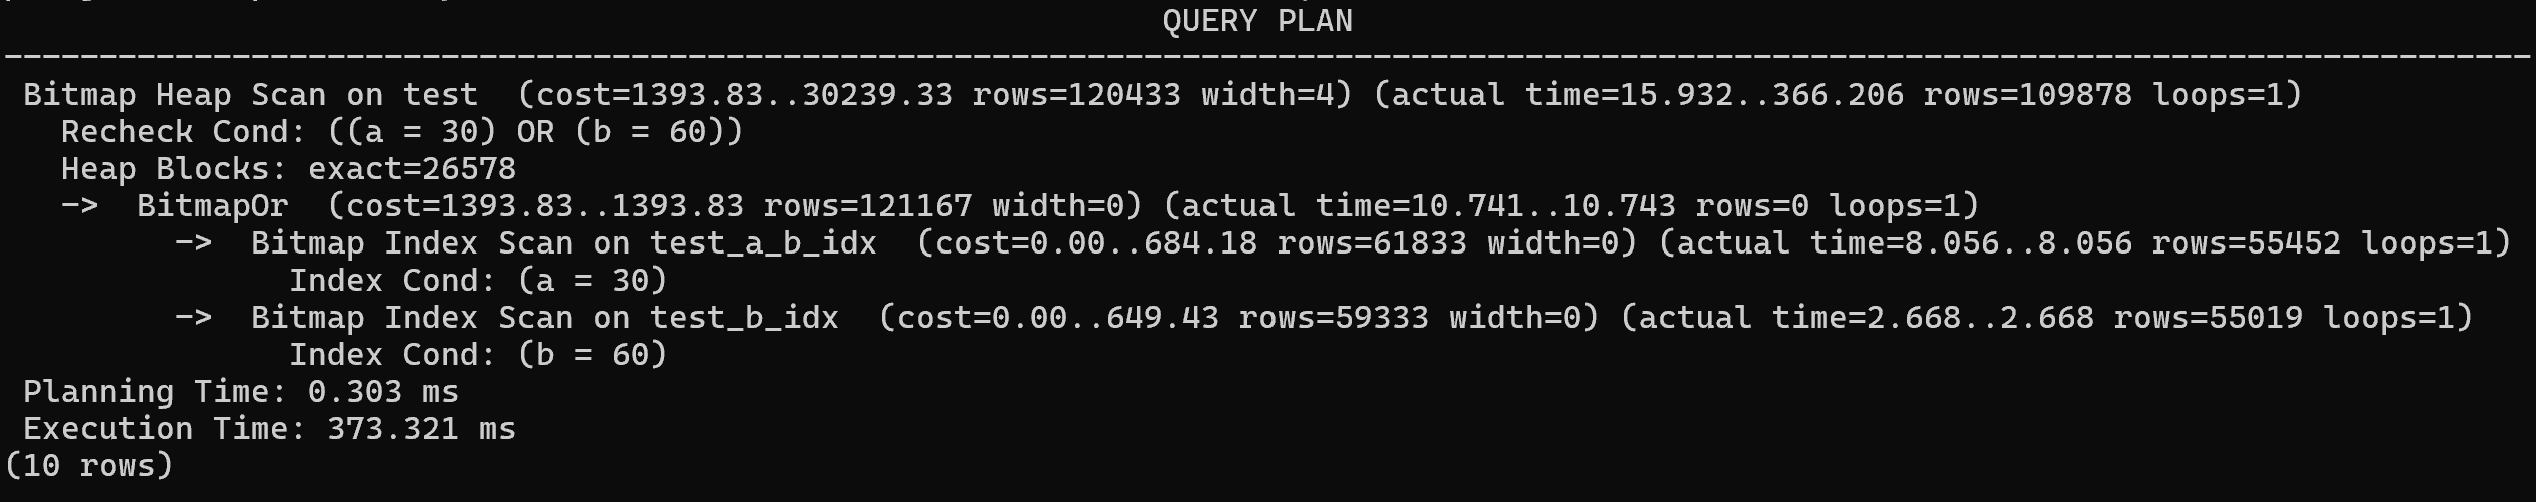 QUERY PLAN
-------------------------------------------------------------------------------------------------------------------------------------
Bitmap Heap Scan on test  (cost=1393.83..30239.33 rows=120433 width=4) (actual time=15.932..366.206 rows=109878 loops=1)
  Recheck Cond: ((a = 30) OR (b = 60))
  Heap Blocks: exact=26578
  ->  BitmapOr  (cost=1393.83..1393.83 rows=121167 width=0) (actual time=10.741..10.743 rows=0 loops=1)
        ->  Bitmap Index Scan on test_a_b_idx  (cost=0.00..684.18 rows=61833 width=0) (actual time=8.056..8.056 rows=55452 loops=1)
              Index Cond: (a = 30)
        ->  Bitmap Index Scan on test_b_idx  (cost=0.00..649.43 rows=59333 width=0) (actual time=2.668..2.668 rows=55019 loops=1)
              Index Cond: (b = 60)
Planning Time: 0.303 ms
Execution Time: 373.321 ms
(10 rows)